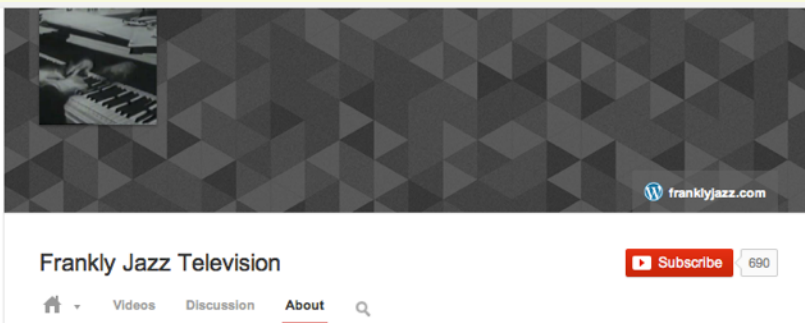 franklyjazz.com
Frankly Jazz Television
Subscribe 690
Videos Discussion About